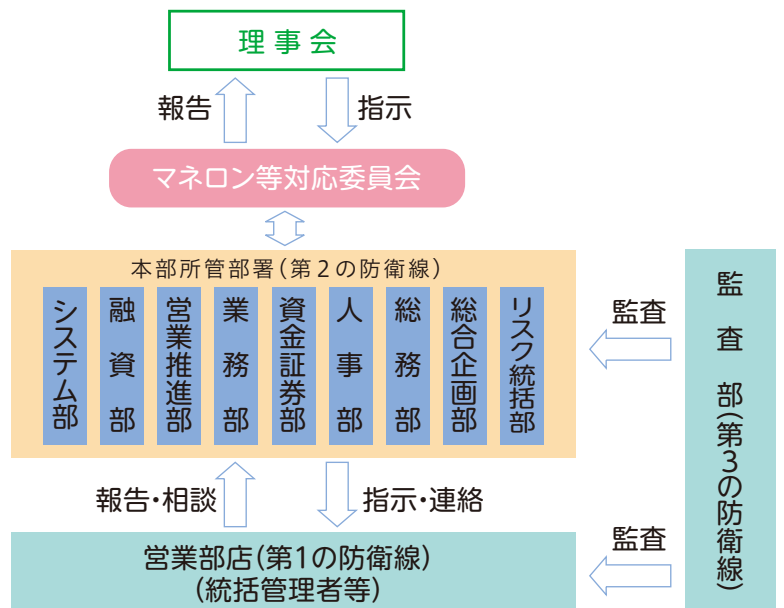 理事会
報告
指示
マネロン等対応委員会
本部所管部署(第2の防衛線)
システム部
融資部
営業推進部
業務部
資金証券部
人事部
総務部
総合企画部
リスク統括部
監査
監査部(第3の防衛線)
報告・相談
指示・連絡
営業部店(第1の防衛線)
(統括管理者等)
監査